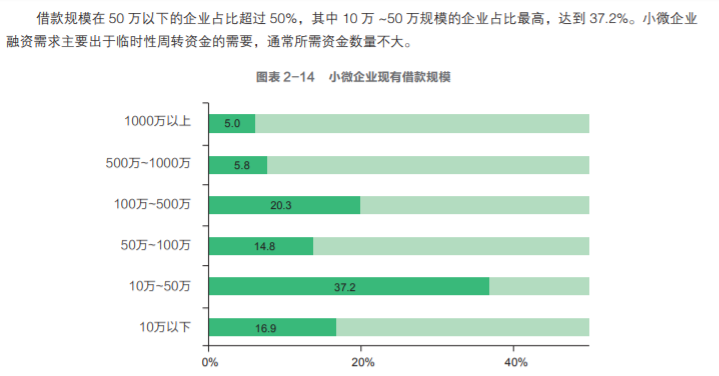 借款规模在 50 万以下的企业占比超过 50%，其中 10 万 ~50 万规模的企业占比最高，达到 37.2%。小微企业
融资需求主要出于临时性周转资金的需要，通常所需资金数量不大。
图表 2-14 小微企业现有借款规模
1000万以上 5.0
500万~1000万 5.8
100万~500万 20.3
50万~100万 14.8
10万~50万 37.2
10万以下 16.9
0% 20% 40%